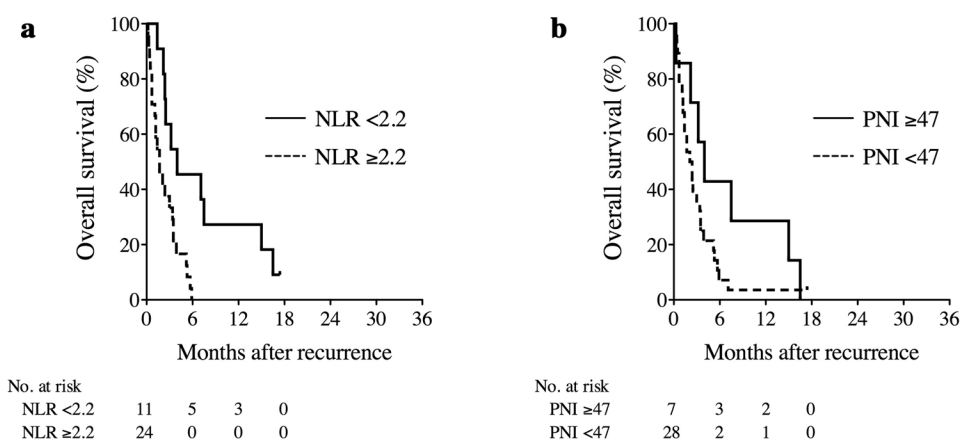 a
100
80
60
40
20
0
Overall survival (%)
NLR <2.2
NLR ≥2.2
0 6 12 18 24 30 36
Months after recurrence
No. at risk
NLR <2.2 11 5 3 0
NLR ≥2.2 24 0 0 0
b
100
80
60
40
20
0
Overall survival (%)
PNI ≥47
PNI <47
0 6 12 18 24 30 36
Months after recurrence
No. at risk
PNI ≥47 7 3 2 0
PNI <47 28 2 1 0